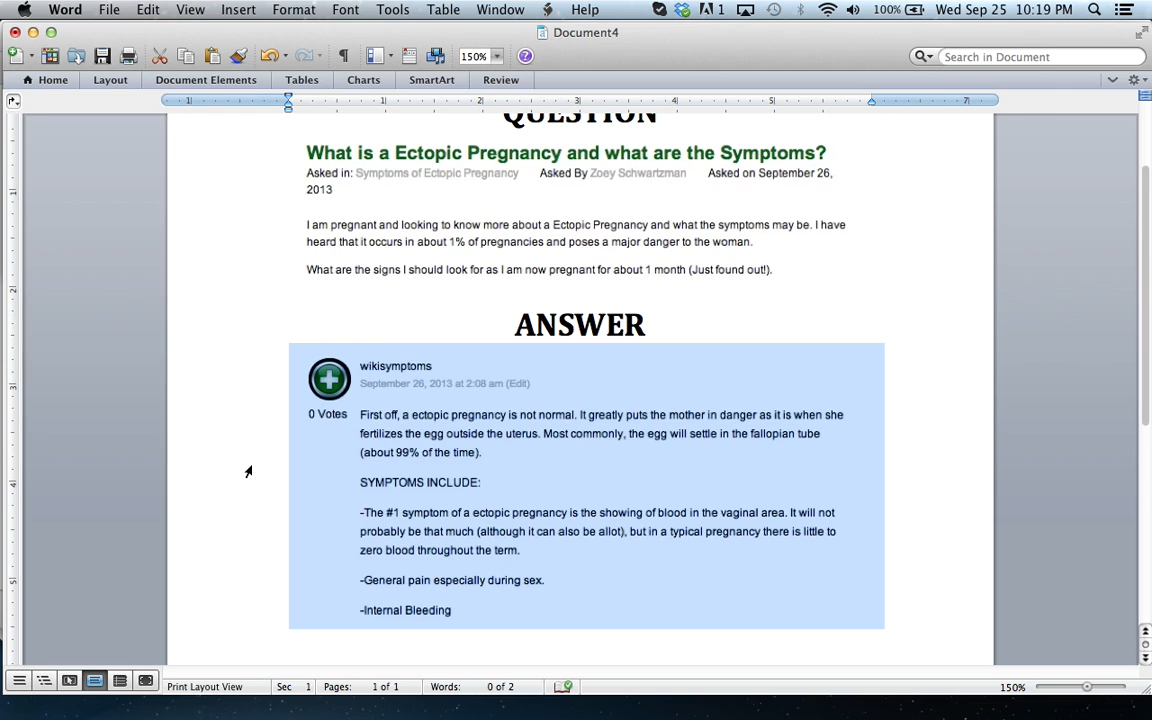 Word File Edit View Insert Format Font Tools Table Window Help 1 100% Wed Sep 25 10:19 PM
Document4
150% Search in Document
Home Layout Document Elements Tables Charts SmartArt Review
1 1 2 3 4 5 7
QUESTION
What is a Ectopic Pregnancy and what are the Symptoms?
Asked in: Symptoms of Ectopic Pregnancy Asked By Zoey Schwartzman Asked on September 26,
2013
I am pregnant and looking to know more about a Ectopic Pregnancy and what the symptoms may be. I have
heard that it occurs in about 1% of pregnancies and poses a major danger to the woman.
What are the signs I should look for as I am now pregnant for about 1 month (Just found out!).
ANSWER
wikisymptoms
September 26, 2013 at 2:08 am (Edit)
0 Votes First off, a ectopic pregnancy is not normal. It greatly puts the mother in danger as it is when she
fertilizes the egg outside the uterus. Most commonly, the egg will settle in the fallopian tube
(about 99% of the time).
SYMPTOMS INCLUDE:
-The #1 symptom of a ectopic pregnancy is the showing of blood in the vaginal area. It will not
probably be that much (although it can also be allot), but in a typical pregnancy there is little to
zero blood throughout the term.
-General pain especially during sex.
-Internal Bleeding
Print Layout View Sec 1 Pages: 1 of 1 Words: 0 of 2 150%